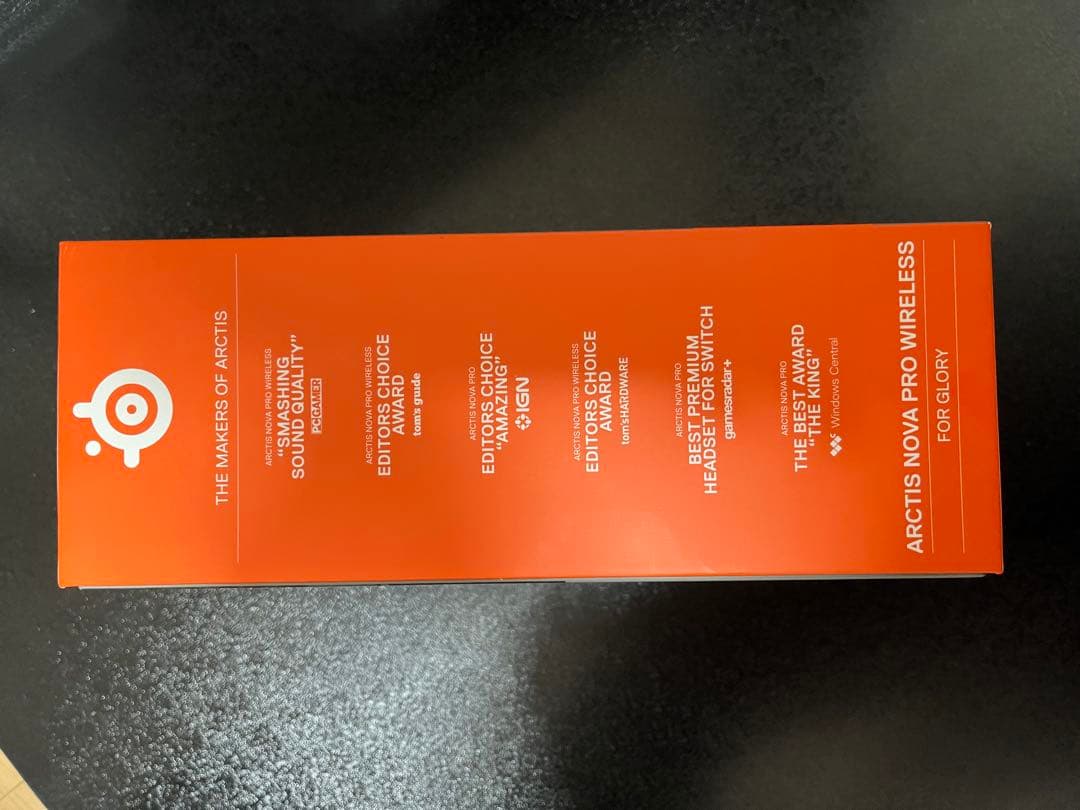 THE MAKERS OF ARCTIS
ARCTIS NOVA PRO WIRELESS
“SMASHING
SOUND QUALITY”
PCGAMER
ARCTIS NOVA PRO WIRELESS
EDITORS CHOICE
AWARD
tom's guide
ARCTIS NOVA PRO
EDITORS CHOICE
“AMAZING”
IGN
ARCTIS NOVA PRO WIRELESS
EDITORS CHOICE
AWARD
tom'sHARDWARE
ARCTIS NOVA PRO
BEST PREMIUM
HEADSET FOR SWITCH
gamesradar+
ARCTIS NOVA PRO
THE BEST AWARD
“THE KING”
Windows Central
ARCTIS NOVA PRO WIRELESS
FOR GLORY